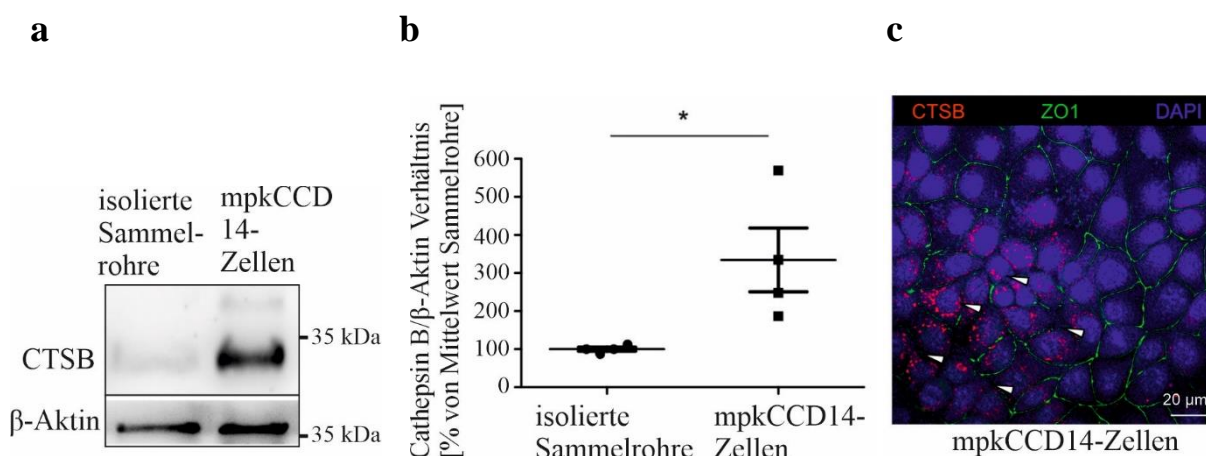 a
isolierte
Sammel-
rohre
mpkCCD
14-
Zellen
CTSB
35 kDa
β-Aktin
35 kDa
b
Cathepsin B/β-Aktin Verhältnis
[% von Mittelwert Sammelrohre]
*
600
500
400
300
200
100
0
isolierte
Sammelrohre
mpkCCD14-
Zellen
c
CTSB ZO1 DAPI
20 µm
mpkCCD14-Zellen